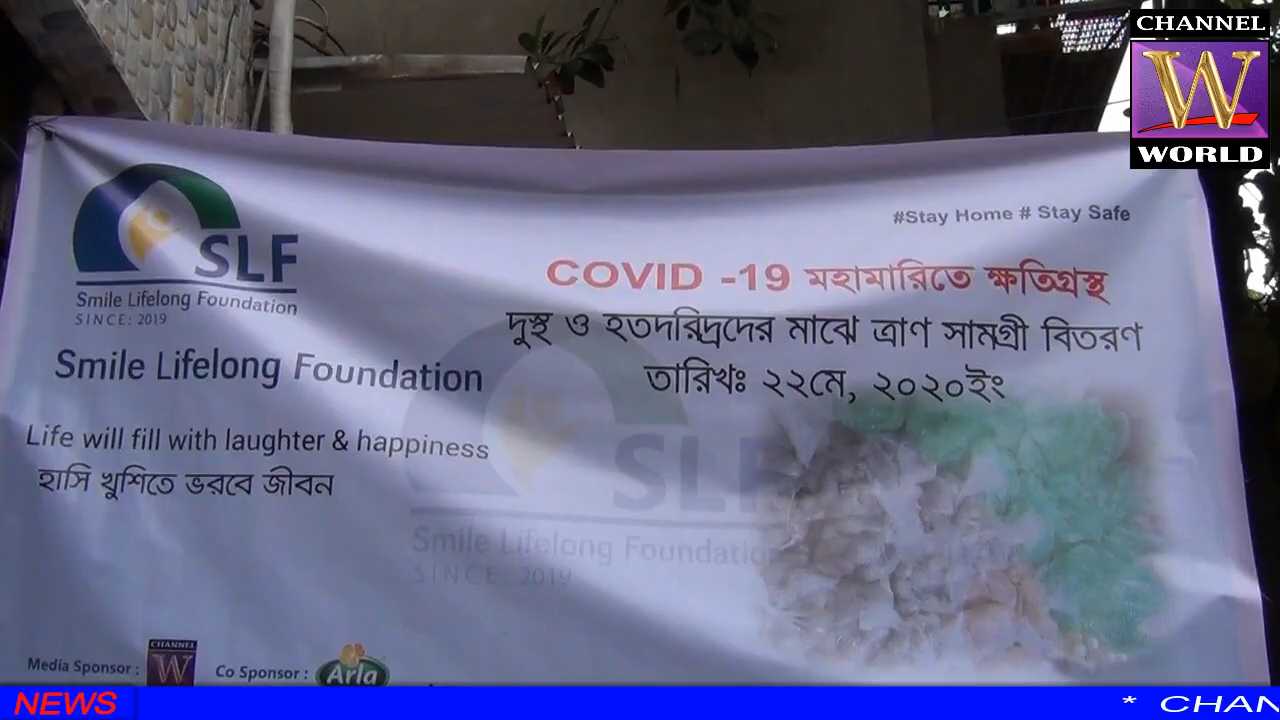 CHANNEL
W
WORLD
#Stay Home # Stay Safe
SLF
Smile Lifelong Foundation
SINCE: 2019
COVID -19 মহামারিতে ক্ষতিগ্রস্থ
দুস্থ ও হতদরিদ্রদের মাঝে ত্রাণ সামগ্রী বিতরণ
তারিখঃ ২২মে, ২০২০ইং
Smile Lifelong Foundation
Life will fill with laughter & happiness
হাসি খুশিতে ভরবে জীবন
SLF
Smile Lifelong Foundation
SINCE: 2019
Media Sponsor : CHANNEL W Co Sponsor : Arla
NEWS * CHAN